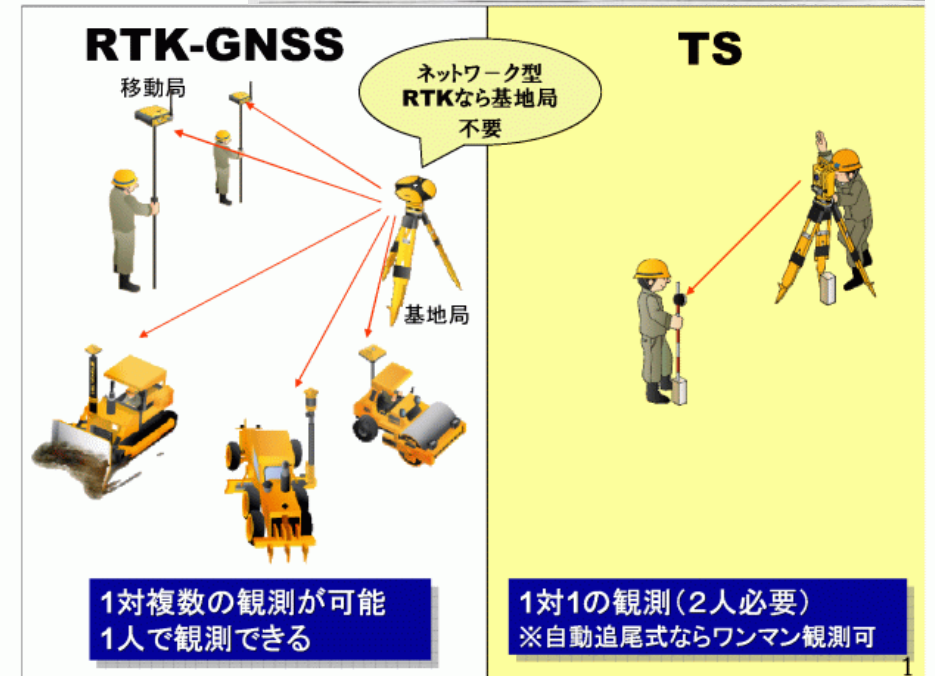 RTK-GNSS
移動局
ネットワーク型
RTKなら基地局
不要
基地局
1対複数の観測が可能
1人で観測できる
TS
1対1の観測（２人必要）
※自動追尾式ならワンマン観測可
1